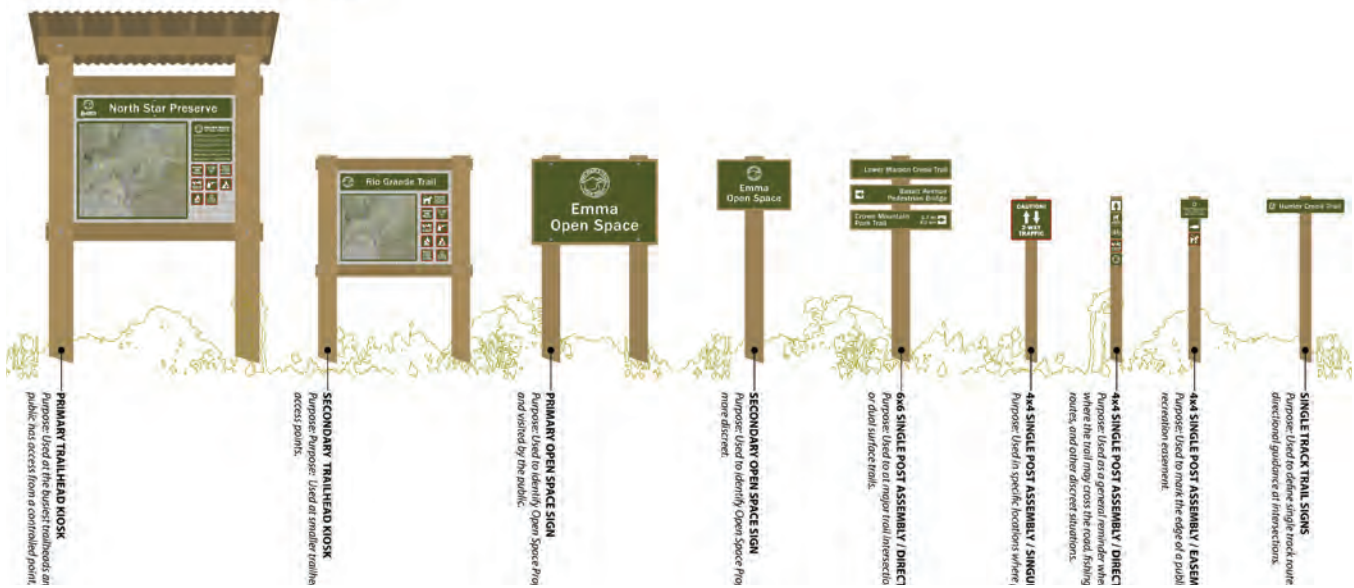 North Star Preserve
Rio Grande Trail
Emma
Open Space
Emma
Open Space
Lower Maroon Creek Trail
Basalt Avenue
Pedestrian Bridge
Crown Mountain
Park Trail
CAUTION!
2-WAY
TRAFFIC
Hunter Creek Trail
PRIMARY TRAILHEAD KIOSK
Purpose: Used at the busiest trailheads an
public has access from a controlled point,
SECONDARY TRAILHEAD KIOSK
Purpose: Purpose: Used at smaller trailhe
access points.
PRIMARY OPEN SPACE SIGN
Purpose: Used to identify Open Space Prop
and visited by the public.
SECONDARY OPEN SPACE SIGN
Purpose: Used to identify Open Space Prop
more discreet.
6x6 SINGLE POST ASSEMBLY / DIRECT
Purpose: Used to at major trail intersectio
or dual surface trails.
4x4 SINGLE POST ASSEMBLY / SINGU
Purpose: Used in specific locations where
4x4 SINGLE POST ASSEMBLY / DIRECT
Purpose: Used as a general reminder whe
where the trail may cross the road, fishing
routes, and other discreet situations.
4x4 SINGLE POST ASSEMBLY / EASEM
Purpose: Used to mark the edge of a publi
recreation easement.
SINGLE TRACK TRAIL SIGNS
Purpose: Used to define single track route
directional guidance at intersections.